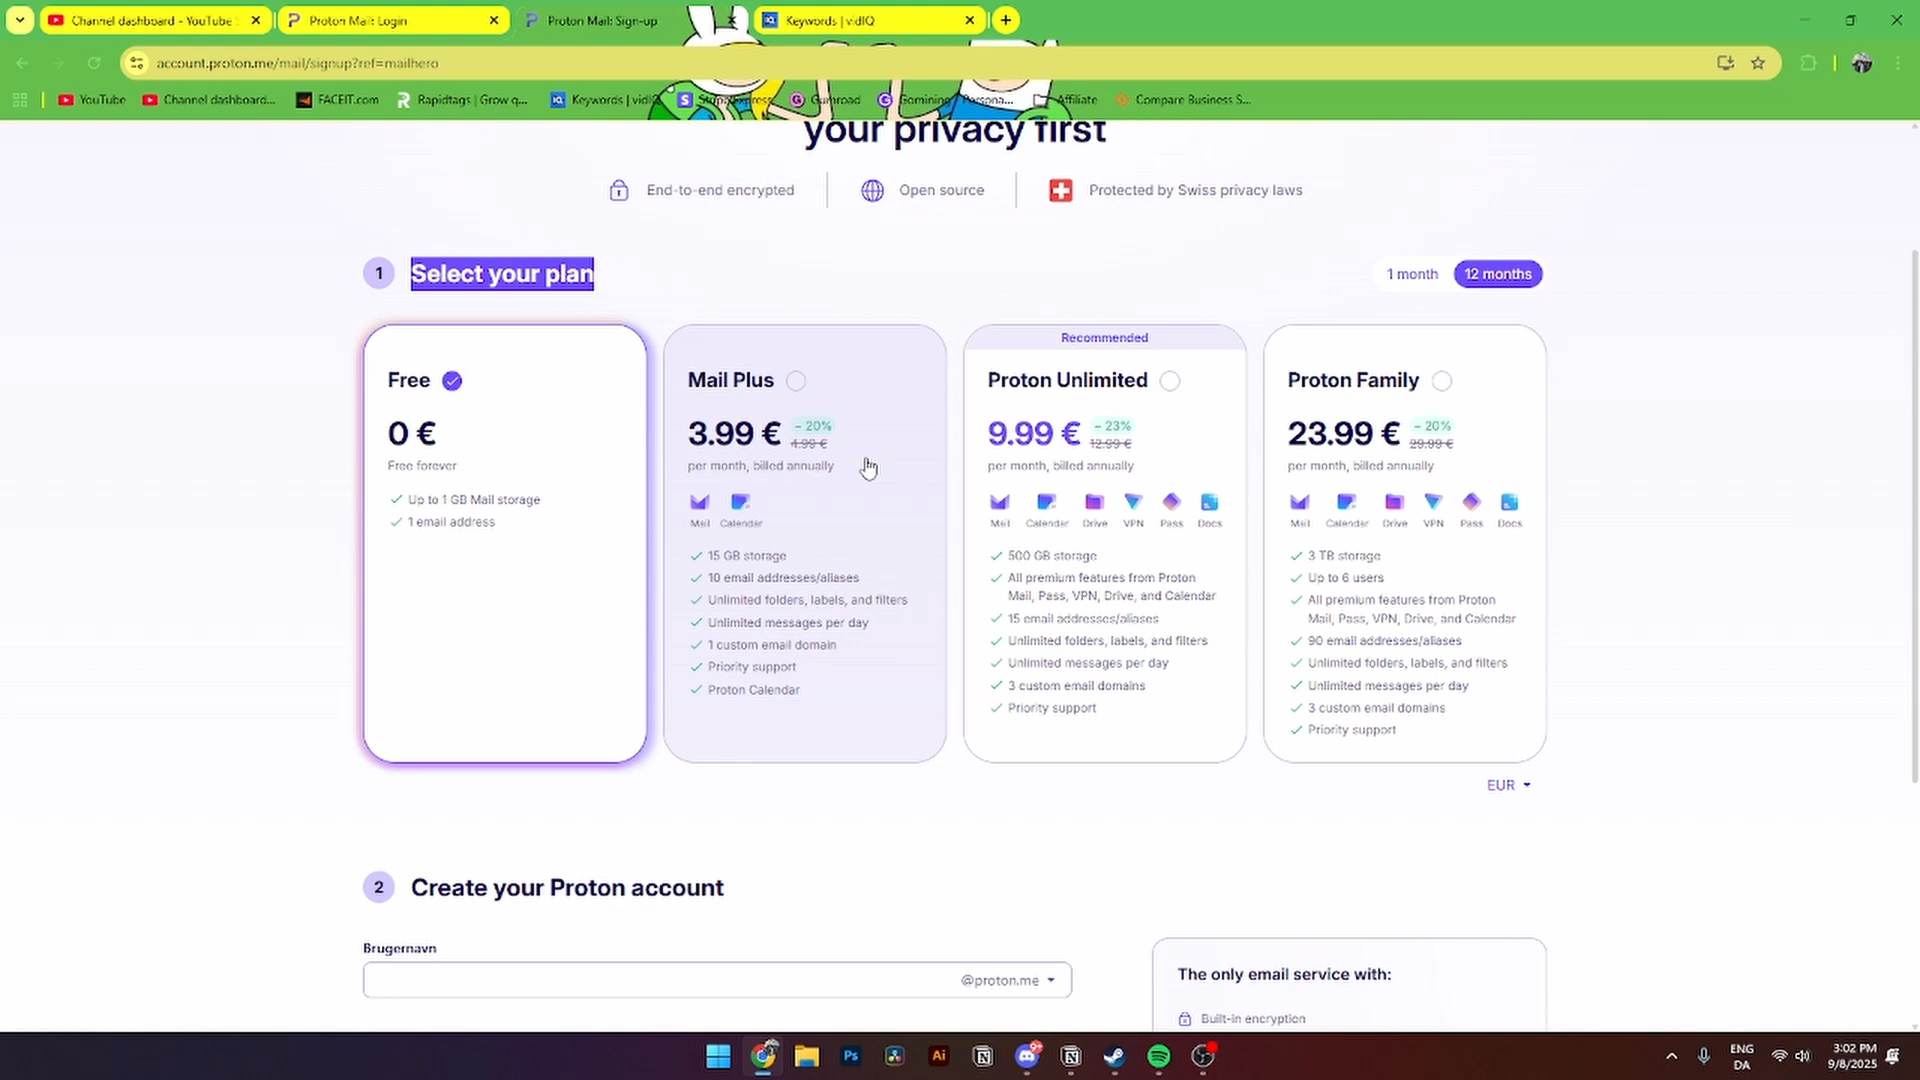 Channel dashboard - YouTube
Proton Mail: Login
Proton Mail: Sign-up
Keywords | vidIQ
account.proton.me/mail/signup?ref=mailhero
YouTube
Channel dashboard...
FACEIT.com
Rapidtags | Grow q...
Keywords | vidIQ
Gumroad
Gomining
Affiliate
Compare Business S...
your privacy first
End-to-end encrypted
Open source
Protected by Swiss privacy laws
1
Select your plan
1 month
12 months
Free
0 €
Free forever
Up to 1 GB Mail storage
1 email address
Mail Plus
3.99 €
− 20%
4.99 €
per month, billed annually
Mail
Calendar
15 GB storage
10 email addresses/aliases
Unlimited folders, labels, and filters
Unlimited messages per day
1 custom email domain
Priority support
Proton Calendar
Recommended
Proton Unlimited
9.99 €
− 23%
12.99 €
per month, billed annually
Mail
Calendar
Drive
VPN
Pass
Docs
500 GB storage
All premium features from Proton
Mail, Pass, VPN, Drive, and Calendar
15 email addresses/aliases
Unlimited folders, labels, and filters
Unlimited messages per day
3 custom email domains
Priority support
Proton Family
23.99 €
− 20%
29.99 €
per month, billed annually
Mail
Calendar
Drive
VPN
Pass
Docs
3 TB storage
Up to 6 users
All premium features from Proton
Mail, Pass, VPN, Drive, and Calendar
90 email addresses/aliases
Unlimited folders, labels, and filters
Unlimited messages per day
3 custom email domains
Priority support
EUR
2
Create your Proton account
Brugernavn
@proton.me
The only email service with:
Built-in encryption
Ps
Ai
9+
ENG
DA
3:02 PM
9/8/2025